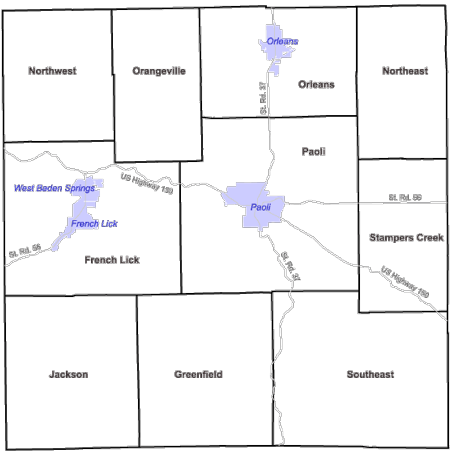 Orleans
Northwest
Orangeville
Northeast
Orleans
St. Rd. 37
Paoli
US Highway 150
West Baden Springs
St. Rd. 56
Paoli
French Lick
Stampers Creek
St. Rd. 56
French Lick
St. Rd. 37
US Highway 150
Jackson
Greenfield
Southeast